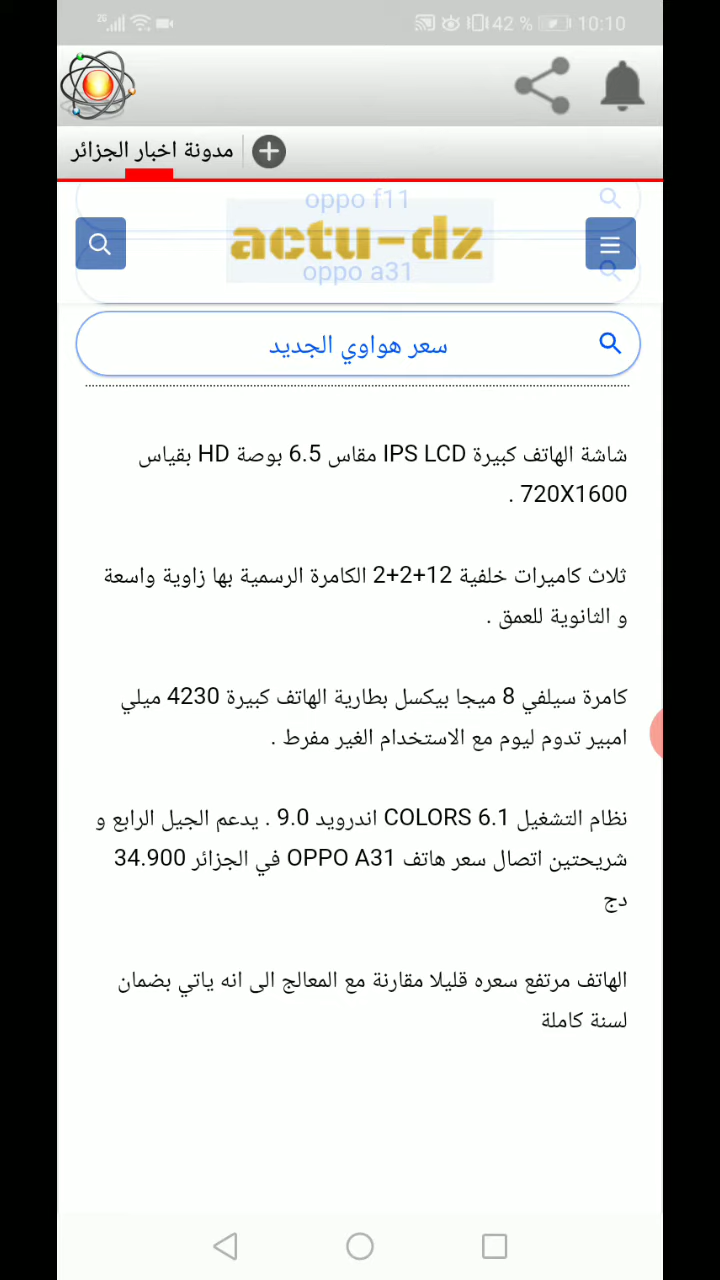 2G 42 % 10:10
مدونة اخبار الجزائر
oppo f11
actu-dz
oppo a31
سعر هواوي الجديد
شاشة الهاتف كبيرة IPS LCD مقاس 6.5 بوصة HD بقياس
720X1600 .
ثلاث كاميرات خلفية 12+2+2 الكامرة الرسمية بها زاوية واسعة
و الثانوية للعمق .
كامرة سيلفي 8 ميجا بيكسل بطارية الهاتف كبيرة 4230 ميلي
امبير تدوم ليوم مع الاستخدام الغير مفرط .
نظام التشغيل COLORS 6.1 اندرويد 9.0 . يدعم الجيل الرابع و
شريحتين اتصال سعر هاتف OPPO A31 في الجزائر 34.900
دج
الهاتف مرتفع سعره قليلا مقارنة مع المعالج الى انه ياتي بضمان
لسنة كاملة